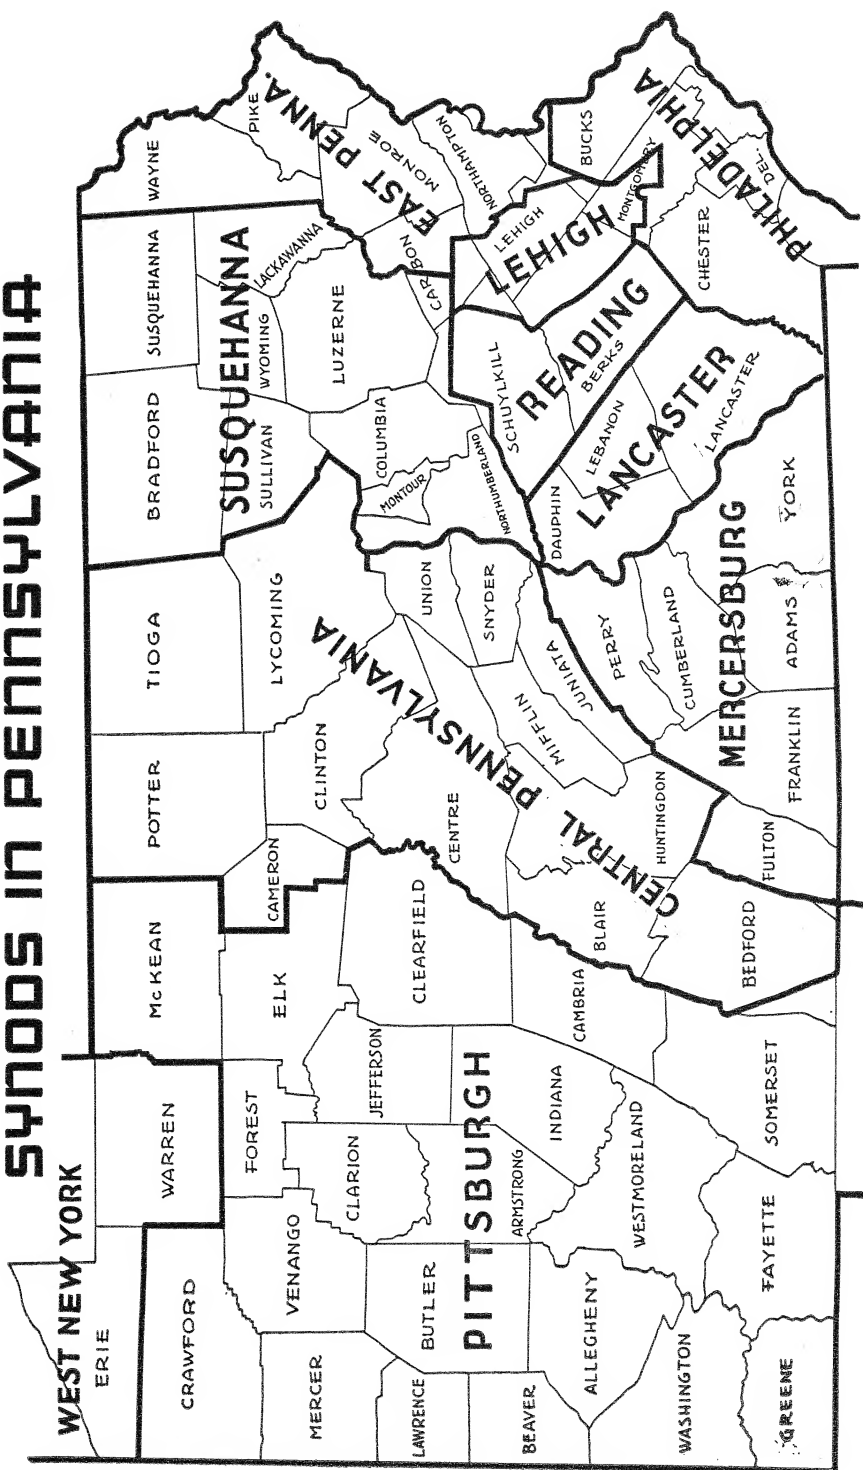 SYNODS IN PENNSYLVANIA
WEST NEW YORK
ERIE
WARREN
McKEAN
POTTER
TIOGA
BRADFORD
SUSQUEHANNA
WAYNE
PIKE
CRAWFORD
FOREST
ELK
CAMERON
LYCOMING
SULLIVAN
SUSQUEHANNA
WYOMING
LACKAWANNA
EAST PENNA.
VENANGO
CLINTON
LUZERNE
MONROE
MERCER
CLARION
JEFFERSON
CLEARFIELD
CENTRE
CENTRAL PENNSYLVANIA
UNION
MONTOUR
COLUMBIA
CARBON
NORTHAMPTON
LAWRENCE
BUTLER
PITTSBURGH
ARMSTRONG
INDIANA
CAMBRIA
BLAIR
HUNTINGDON
MIFFLIN
JUNIATA
SNYDER
NORTHUMBERLAND
SCHUYLKILL
LEHIGH
LEHIGH
BUCKS
BEAVER
ALLEGHENY
WESTMORELAND
PERRY
DAUPHIN
LEBANON
READING
BERKS
MONTGOMERY
PHILADELPHIA
WASHINGTON
CUMBERLAND
LANCASTER
LANCASTER
CHESTER
DEL.
GREENE
FAYETTE
SOMERSET
BEDFORD
FULTON
FRANKLIN
MERCERSBURG
ADAMS
YORK